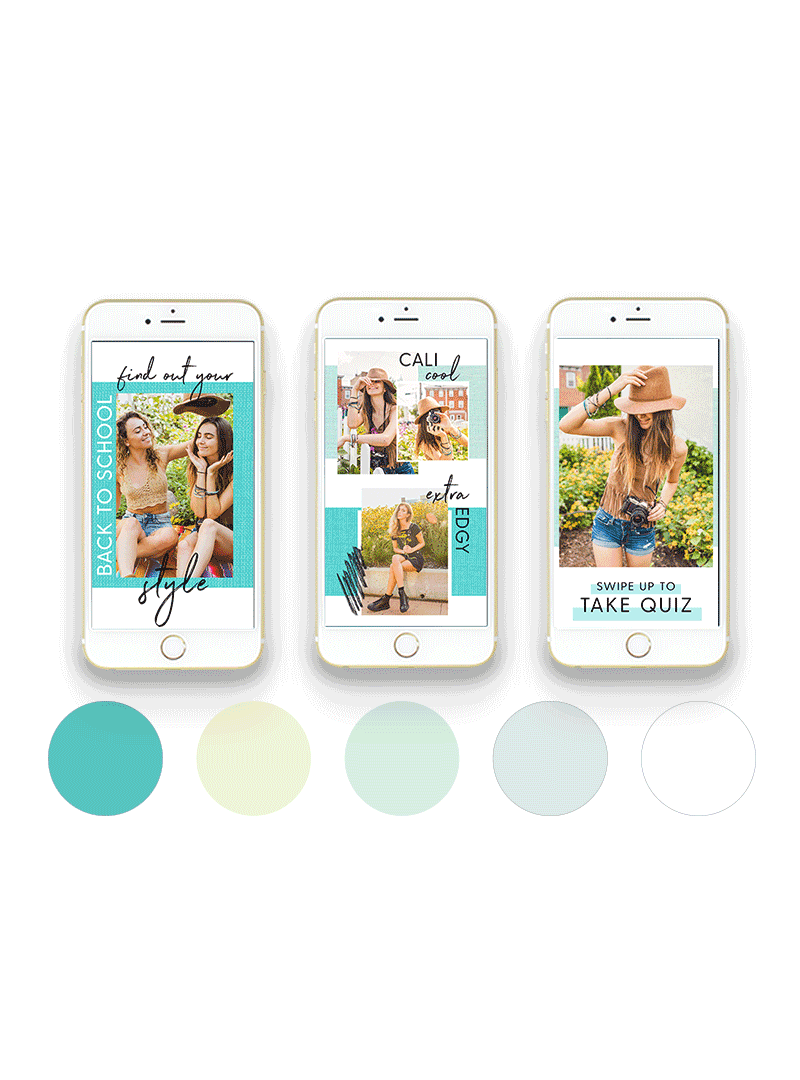 find out your
BACK TO SCHOOL
style
CALI
cool
extra
EDGY
SWIPE UP TO
TAKE QUIZ